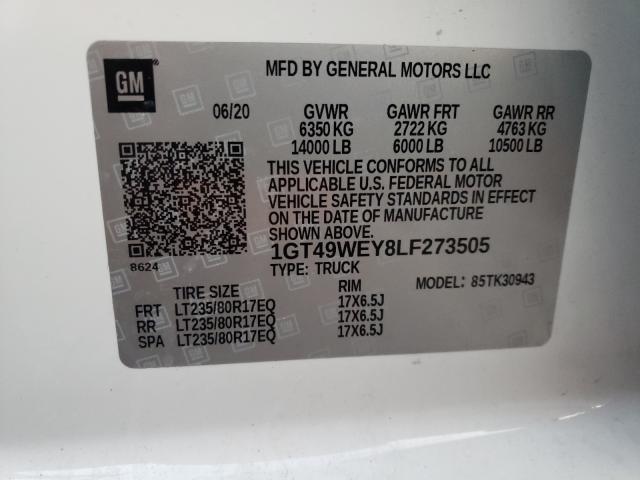 GM
MFD BY GENERAL MOTORS LLC
06/20 GVWR GAWR FRT GAWR RR
6350 KG 2722 KG 4763 KG
14000 LB 6000 LB 10500 LB
THIS VEHICLE CONFORMS TO ALL
APPLICABLE U.S. FEDERAL MOTOR
VEHICLE SAFETY STANDARDS IN EFFECT
ON THE DATE OF MANUFACTURE
SHOWN ABOVE.
8624
1GT49WEY8LF273505
TYPE: TRUCK MODEL: 85TK30943
TIRE SIZE RIM
FRT LT235/80R17EQ 17X6.5J
RR LT235/80R17EQ 17X6.5J
SPA LT235/80R17EQ 17X6.5J